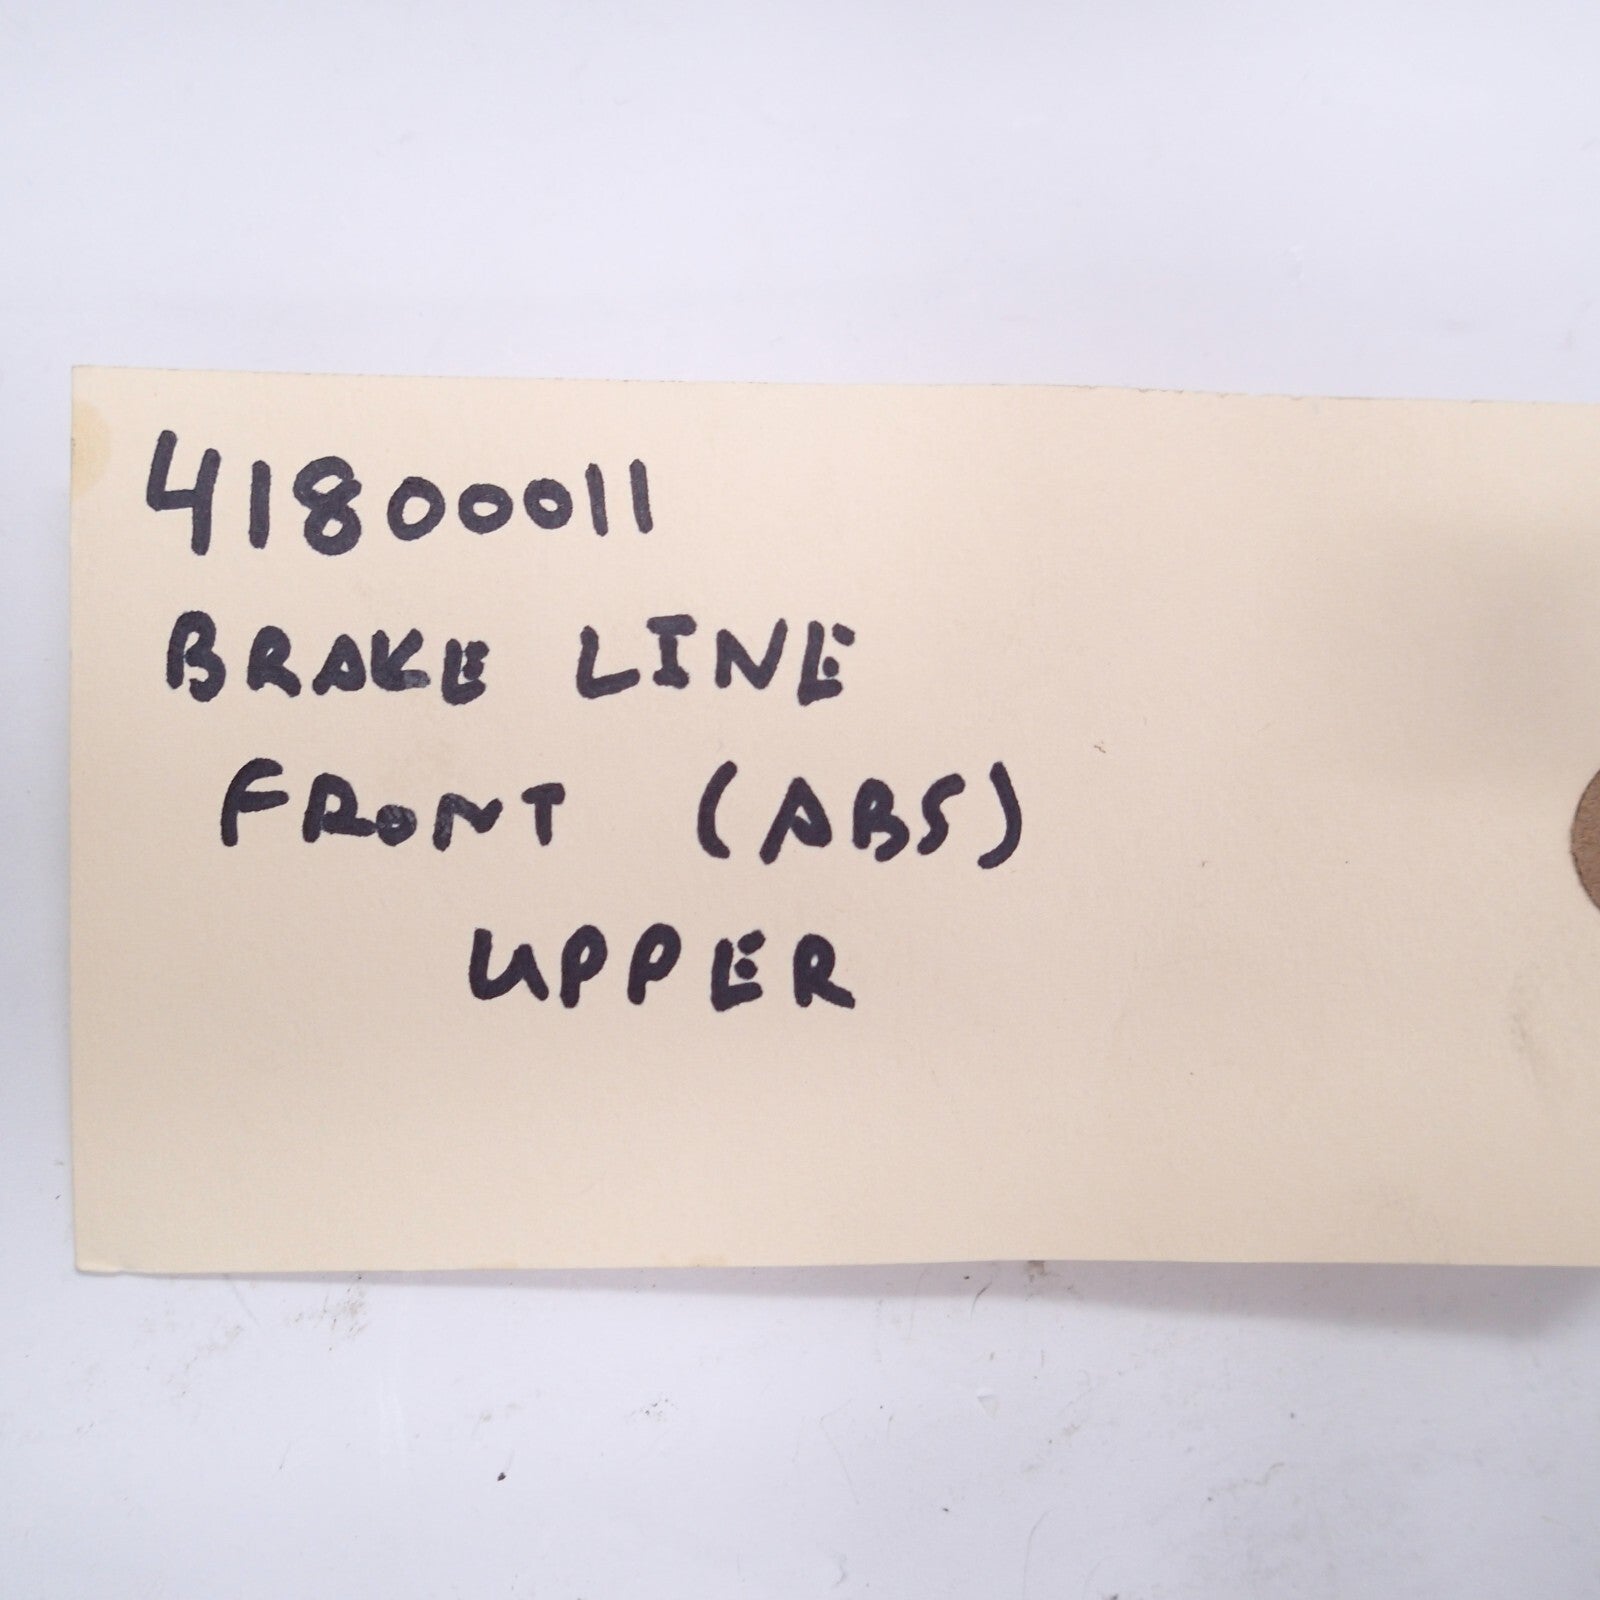 41800011
BRAKE LINE
FRONT (ABS)
UPPER